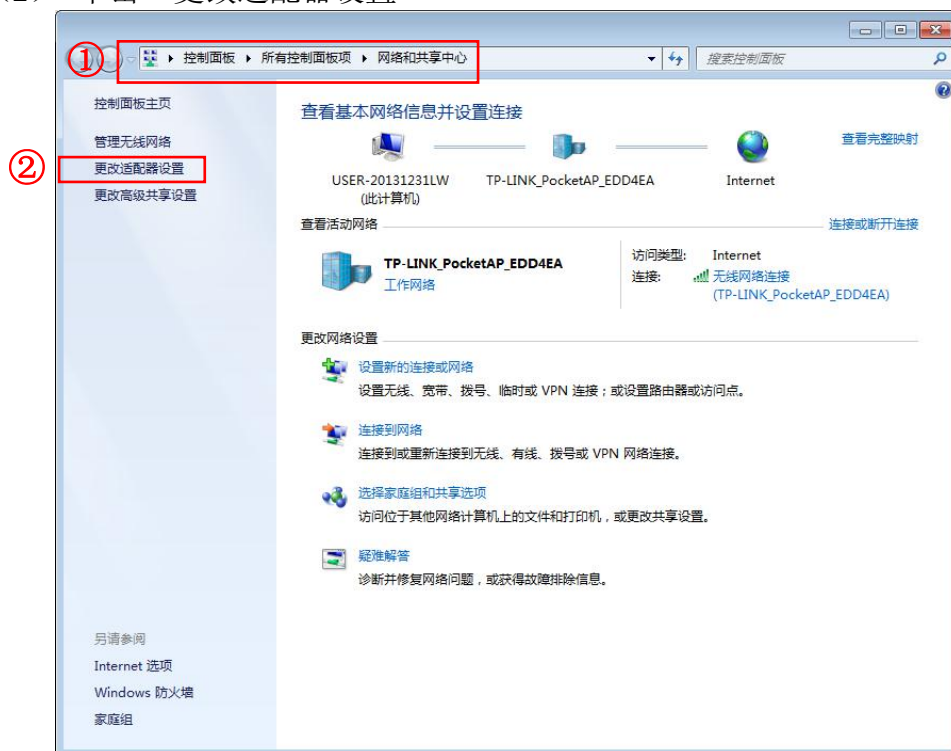 (2) 单击“更改适配器设置”
① 控制面板 ▸ 所有控制面板项 ▸ 网络和共享中心
搜索控制面板
控制面板主页
管理无线网络
② 更改适配器设置
更改高级共享设置
查看基本网络信息并设置连接
查看完整映射
USER-20131231LW
(此计算机)
TP-LINK_PocketAP_EDD4EA
Internet
查看活动网络
连接或断开连接
TP-LINK_PocketAP_EDD4EA
工作网络
访问类型: Internet
连接: 无线网络连接
(TP-LINK_PocketAP_EDD4EA)
更改网络设置
设置新的连接或网络
设置无线、宽带、拨号、临时或 VPN 连接；或设置路由器或访问点。
连接到网络
连接到或重新连接到无线、有线、拨号或 VPN 网络连接。
选择家庭组和共享选项
访问位于其他网络计算机上的文件和打印机，或更改共享设置。
疑难解答
诊断并修复网络问题，或获得故障排除信息。
另请参阅
Internet 选项
Windows 防火墙
家庭组